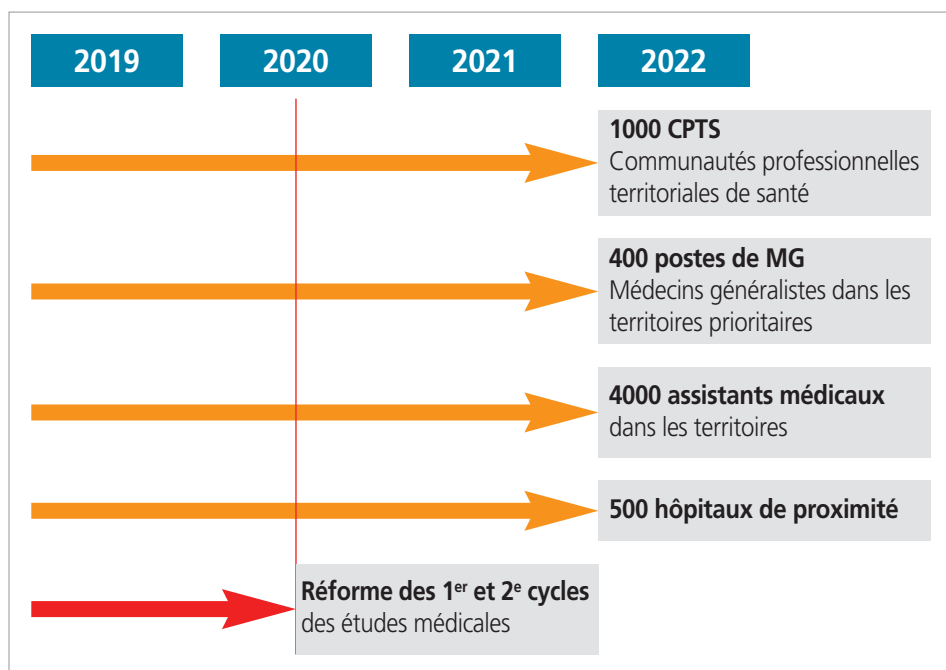 2019 2020 2021 2022
1000 CPTS
Communautés professionnelles
territoriales de santé
400 postes de MG
Médecins généralistes dans les
territoires prioritaires
4000 assistants médicaux
dans les territoires
500 hôpitaux de proximité
Réforme des 1er et 2e cycles
des études médicales